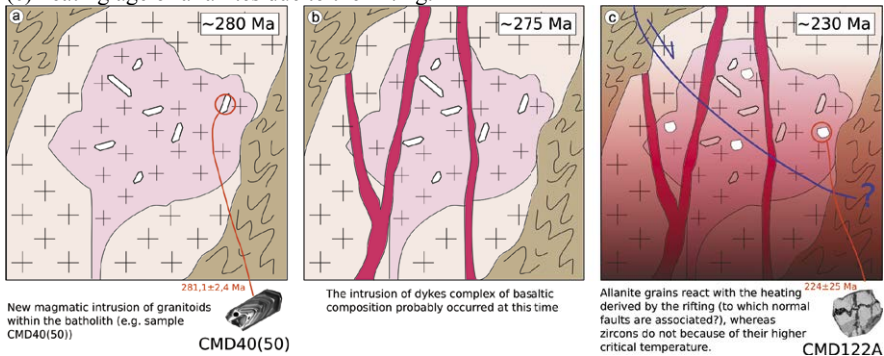 a
~280 Ma
b
~275 Ma
c
~230 Ma
?
281,1±2,4 Ma
224±25 Ma
New magmatic intrusion of granitoids
within the batholith (e.g. sample
CMD40(50))
CMD40(50)
The intrusion of dykes complex of basaltic
composition probably occurred at this time
Allanite grains react with the heating
derived by the rifting (to which normal
faults are associated?), whereas
zircons do not because of their higher
critical temperature.
CMD122A